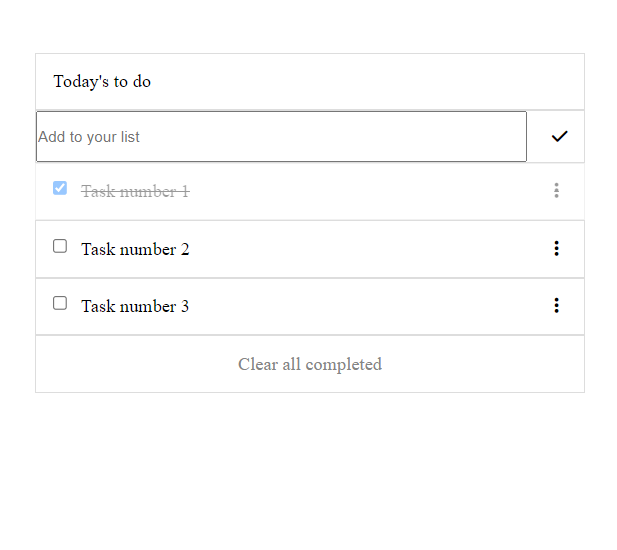 Today's to do
Add to your list
Task number 1
Task number 2
Task number 3
Clear all completed